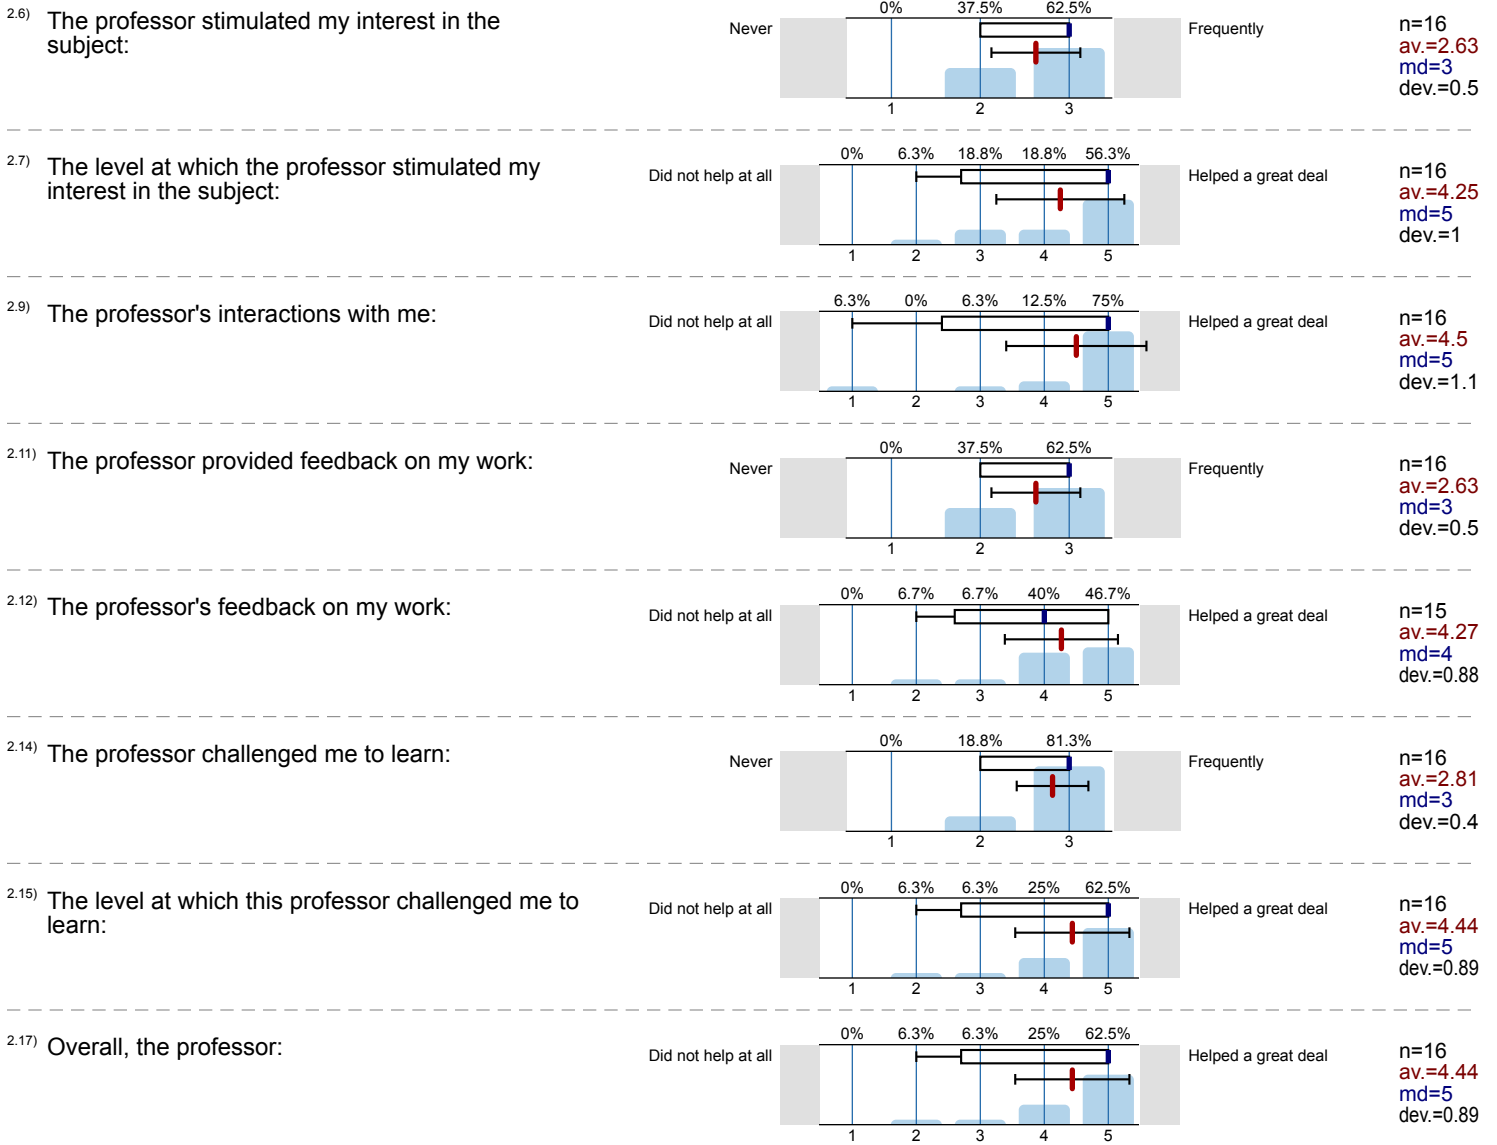 2.6) The professor stimulated my interest in the
subject:
0% 37.5% 62.5%
Never
Frequently
1 2 3
n=16
av.=2.63
md=3
dev.=0.5
2.7) The level at which the professor stimulated my
interest in the subject:
0% 6.3% 18.8% 18.8% 56.3%
Did not help at all
Helped a great deal
1 2 3 4 5
n=16
av.=4.25
md=5
dev.=1
2.9) The professor's interactions with me:
6.3% 0% 6.3% 12.5% 75%
Did not help at all
Helped a great deal
1 2 3 4 5
n=16
av.=4.5
md=5
dev.=1.1
2.11) The professor provided feedback on my work:
0% 37.5% 62.5%
Never
Frequently
1 2 3
n=16
av.=2.63
md=3
dev.=0.5
2.12) The professor's feedback on my work:
0% 6.7% 6.7% 40% 46.7%
Did not help at all
Helped a great deal
1 2 3 4 5
n=15
av.=4.27
md=4
dev.=0.88
2.14) The professor challenged me to learn:
0% 18.8% 81.3%
Never
Frequently
1 2 3
n=16
av.=2.81
md=3
dev.=0.4
2.15) The level at which this professor challenged me to
learn:
0% 6.3% 6.3% 25% 62.5%
Did not help at all
Helped a great deal
1 2 3 4 5
n=16
av.=4.44
md=5
dev.=0.89
2.17) Overall, the professor:
0% 6.3% 6.3% 25% 62.5%
Did not help at all
Helped a great deal
1 2 3 4 5
n=16
av.=4.44
md=5
dev.=0.89